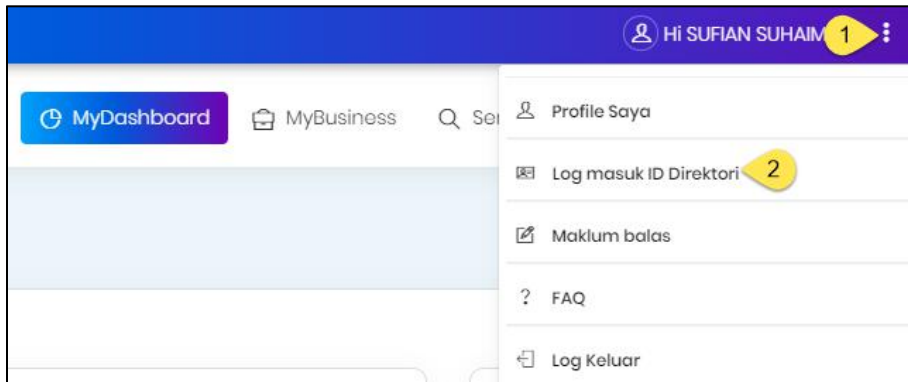 Hi SUFIAN SUHAIM 1
MyDashboard MyBusiness
Profile Saya
Log masuk ID Direktori 2
Maklum balas
? FAQ
Log Keluar